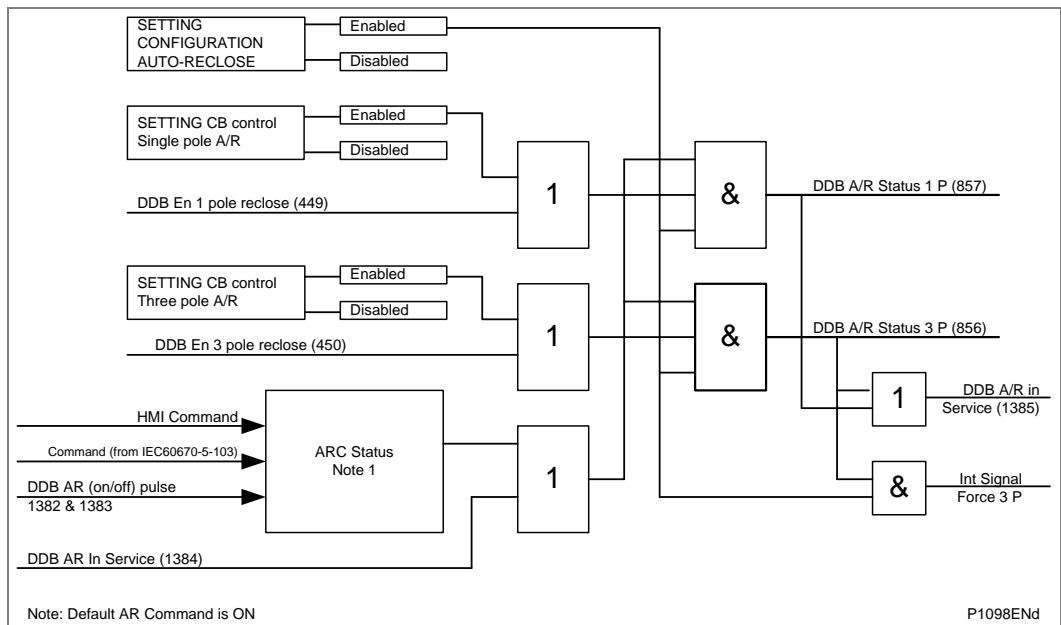 SETTING
CONFIGURATION
AUTO-RECLOSE
Enabled
Disabled
SETTING CB control
Single pole A/R
Enabled
Disabled
DDB En 1 pole reclose (449)
1
&
DDB A/R Status 1 P (857)
SETTING CB control
Three pole A/R
Enabled
Disabled
DDB En 3 pole reclose (450)
1
&
DDB A/R Status 3 P (856)
1
DDB A/R in
Service (1385)
HMI Command
Command (from IEC60670-5-103)
DDB AR (on/off) pulse
1382 & 1383
ARC Status
Note 1
1
&
Int Signal
Force 3 P
DDB AR In Service (1384)
Note: Default AR Command is ON
P1098ENd